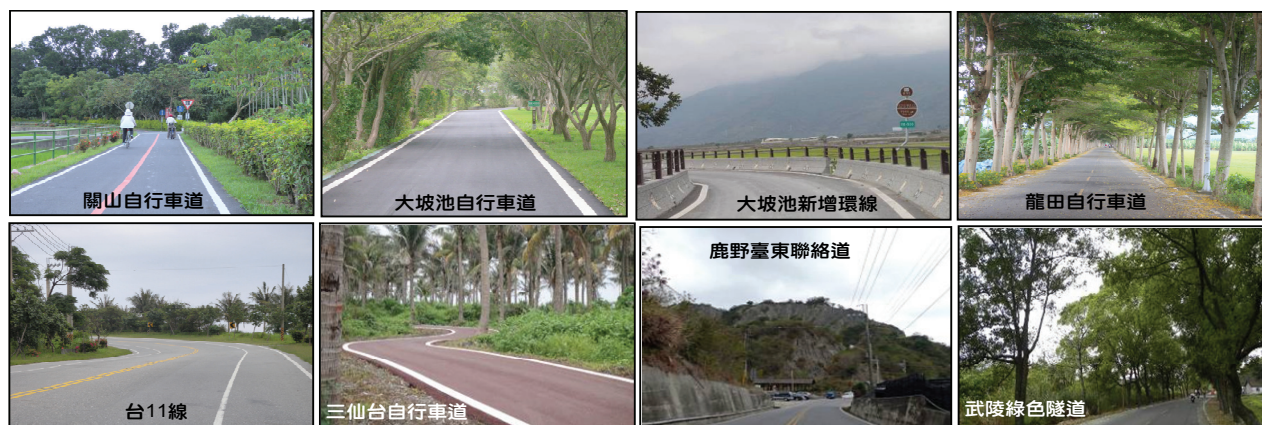 關山自行車道
大坡池自行車道
大坡池新增環線
龍田自行車道
台11線
三仙台自行車道
鹿野臺東聯絡道
武陵綠色隧道